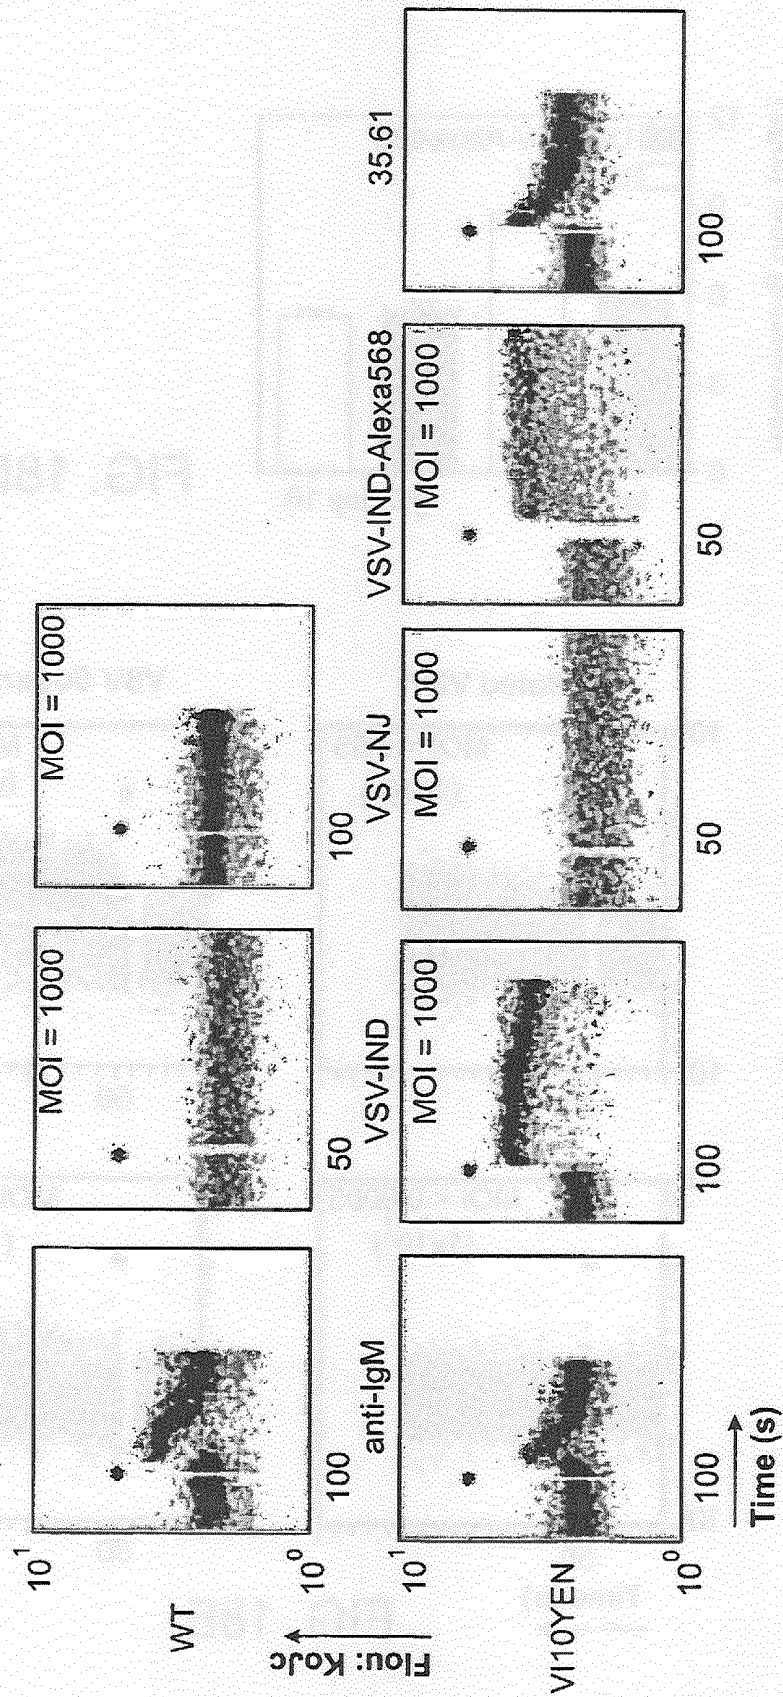 10¹
MOI = 1000
MOI = 1000
WT
10⁰
100
50
100
Flou: KoJc
anti-IgM
VSV-IND
VSV-NJ
VSV-IND-Alexa568
35.61
10¹
MOI = 1000
MOI = 1000
MOI = 1000
VI10YEN
10⁰
100
100
50
50
100
Time (s)